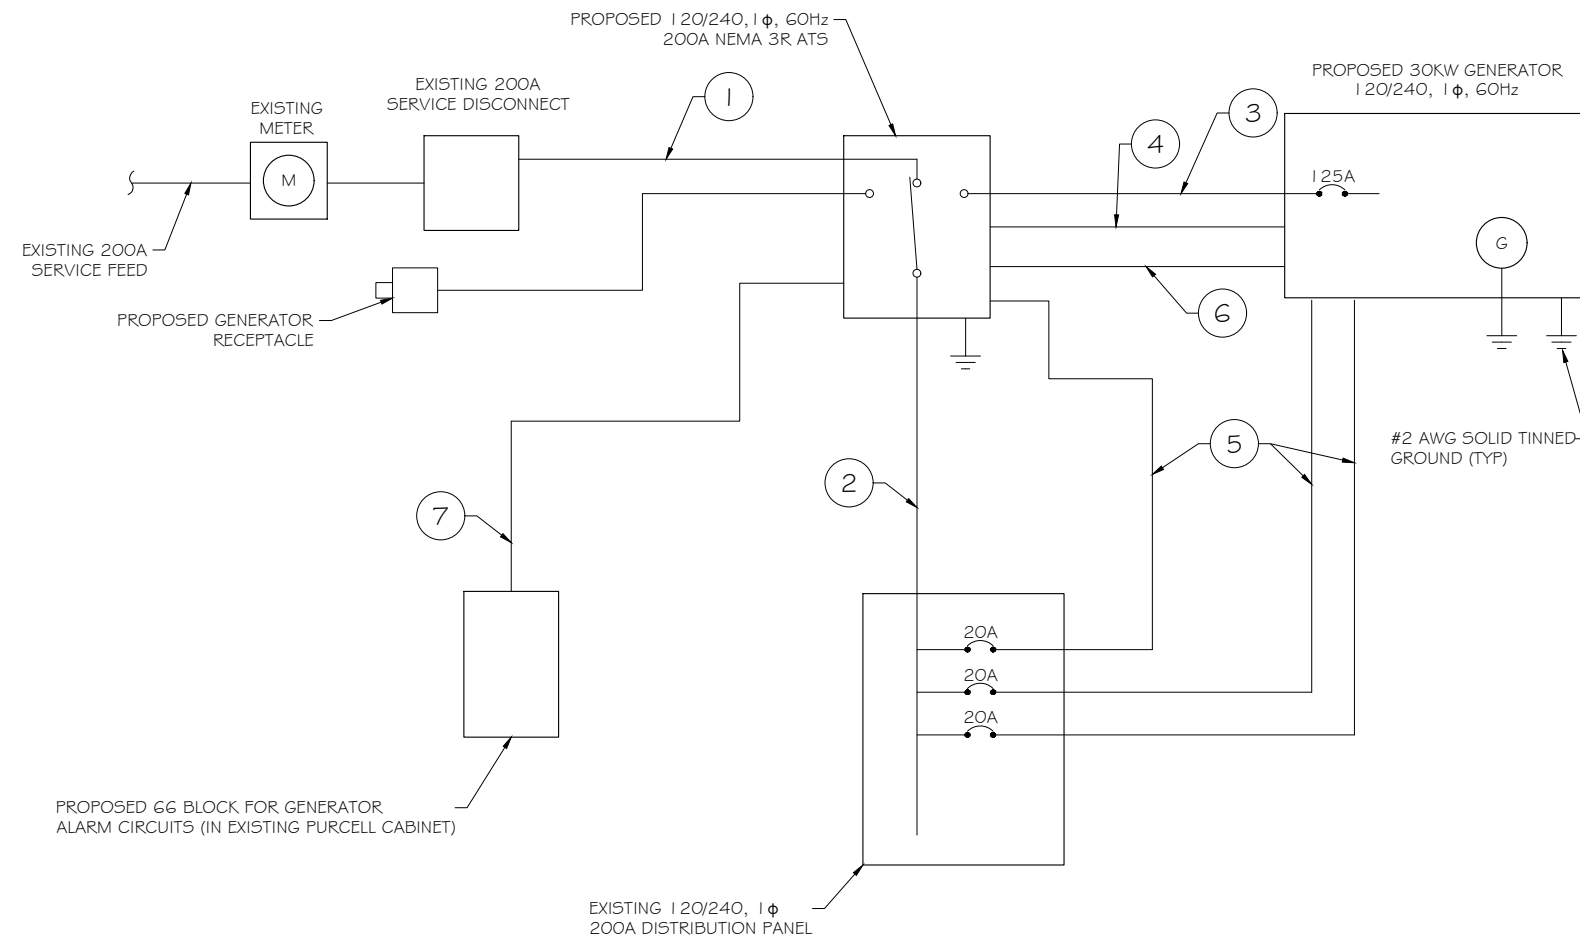 PROPOSED 120/240, 1ɸ, 60Hz
200A NEMA 3R ATS
EXISTING 200A
SERVICE DISCONNECT
1
EXISTING
METER
M
PROPOSED 30KW GENERATOR
120/240, 1ɸ, 60Hz
3
4
125A
G
EXISTING 200A
SERVICE FEED
PROPOSED GENERATOR
RECEPTACLE
6
#2 AWG SOLID TINNED
GROUND (TYP)
5
2
7
20A
20A
20A
PROPOSED 66 BLOCK FOR GENERATOR
ALARM CIRCUITS (IN EXISTING PURCELL CABINET)
EXISTING 120/240, 1ɸ
200A DISTRIBUTION PANEL